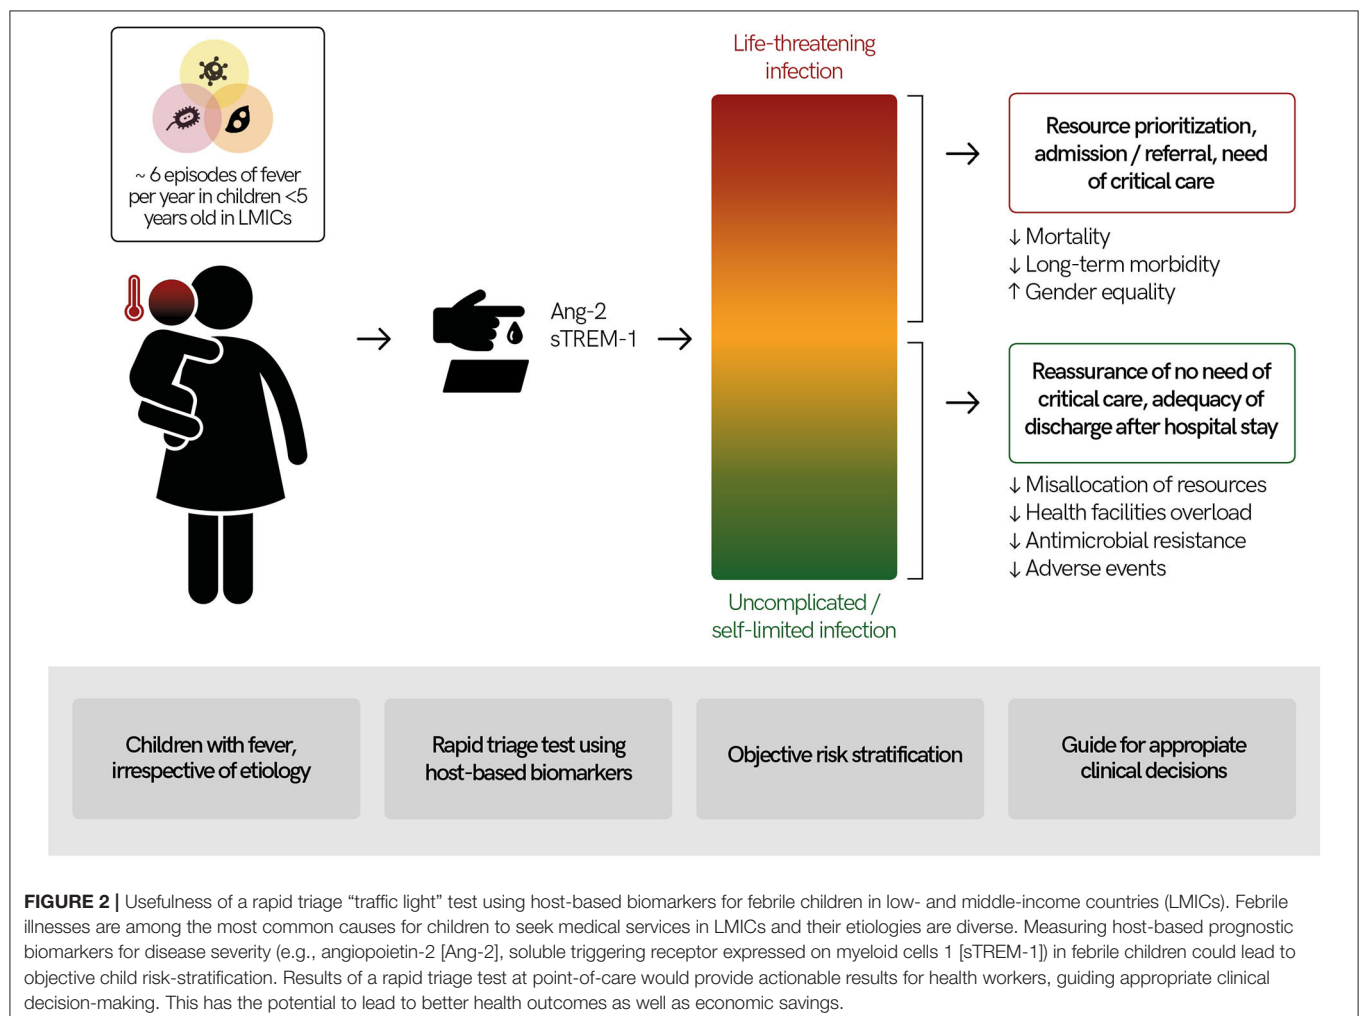 ~ 6 episodes of fever
per year in children <5
years old in LMICs
Ang-2
sTREM-1
Life-threatening
infection
Uncomplicated /
self-limited infection
Resource prioritization,
admission / referral, need
of critical care
↓ Mortality
↓ Long-term morbidity
↑ Gender equality
Reassurance of no need of
critical care, adequacy of
discharge after hospital stay
↓ Misallocation of resources
↓ Health facilities overload
↓ Antimicrobial resistance
↓ Adverse events
Children with fever,
irrespective of etiology
Rapid triage test using
host-based biomarkers
Objective risk stratification
Guide for appropiate
clinical decisions
FIGURE 2 | Usefulness of a rapid triage “traffic light” test using host-based biomarkers for febrile children in low- and middle-income countries (LMICs). Febrile
illnesses are among the most common causes for children to seek medical services in LMICs and their etiologies are diverse. Measuring host-based prognostic
biomarkers for disease severity (e.g., angiopoietin-2 [Ang-2], soluble triggering receptor expressed on myeloid cells 1 [sTREM-1]) in febrile children could lead to
objective child risk-stratification. Results of a rapid triage test at point-of-care would provide actionable results for health workers, guiding appropriate clinical
decision-making. This has the potential to lead to better health outcomes as well as economic savings.